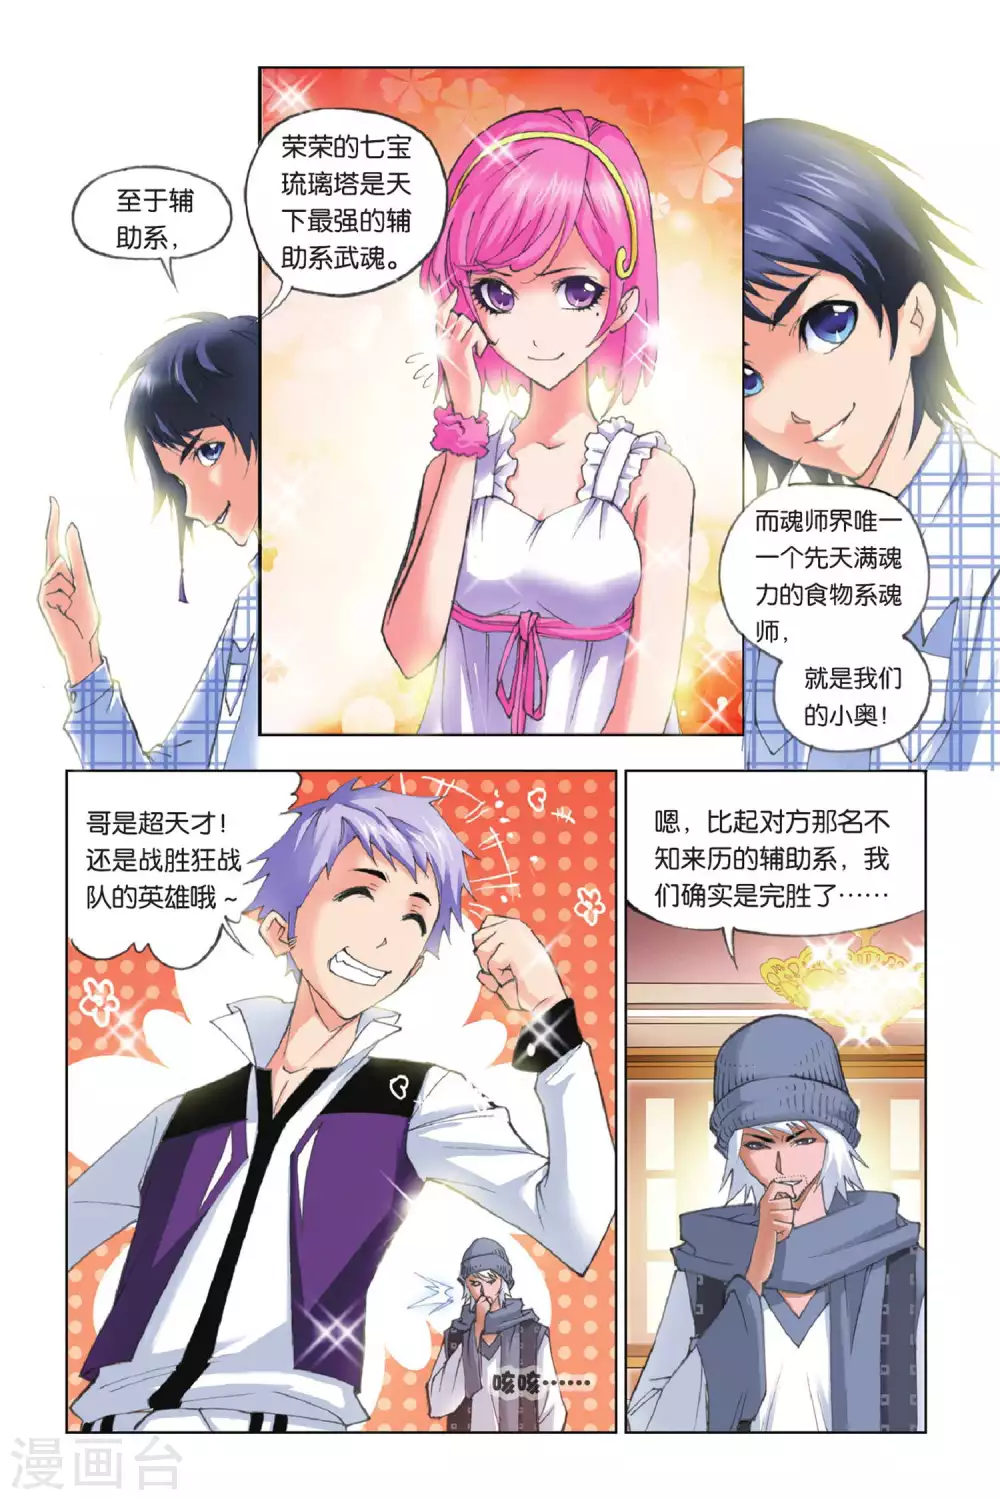 至于辅
助系，
荣荣的七宝
琉璃塔是天
下最强的辅
助系武魂。
而魂师界唯一
一个先天满魂
力的食物系魂
师，
就是我们
的小奥！
哥是超天才！
还是战胜狂战
队的英雄哦~
咳咳……
嗯，比起对方那名不
知来历的辅助系，我
们确实是完胜了……
漫画台